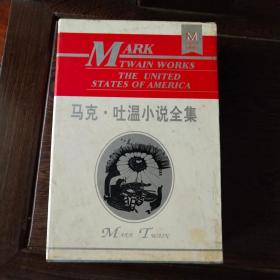 MARK
TWAIN WORKS
THE UNITED
STATES OF AMERICA
M
马克·吐温小说全集
MARK TWAIN